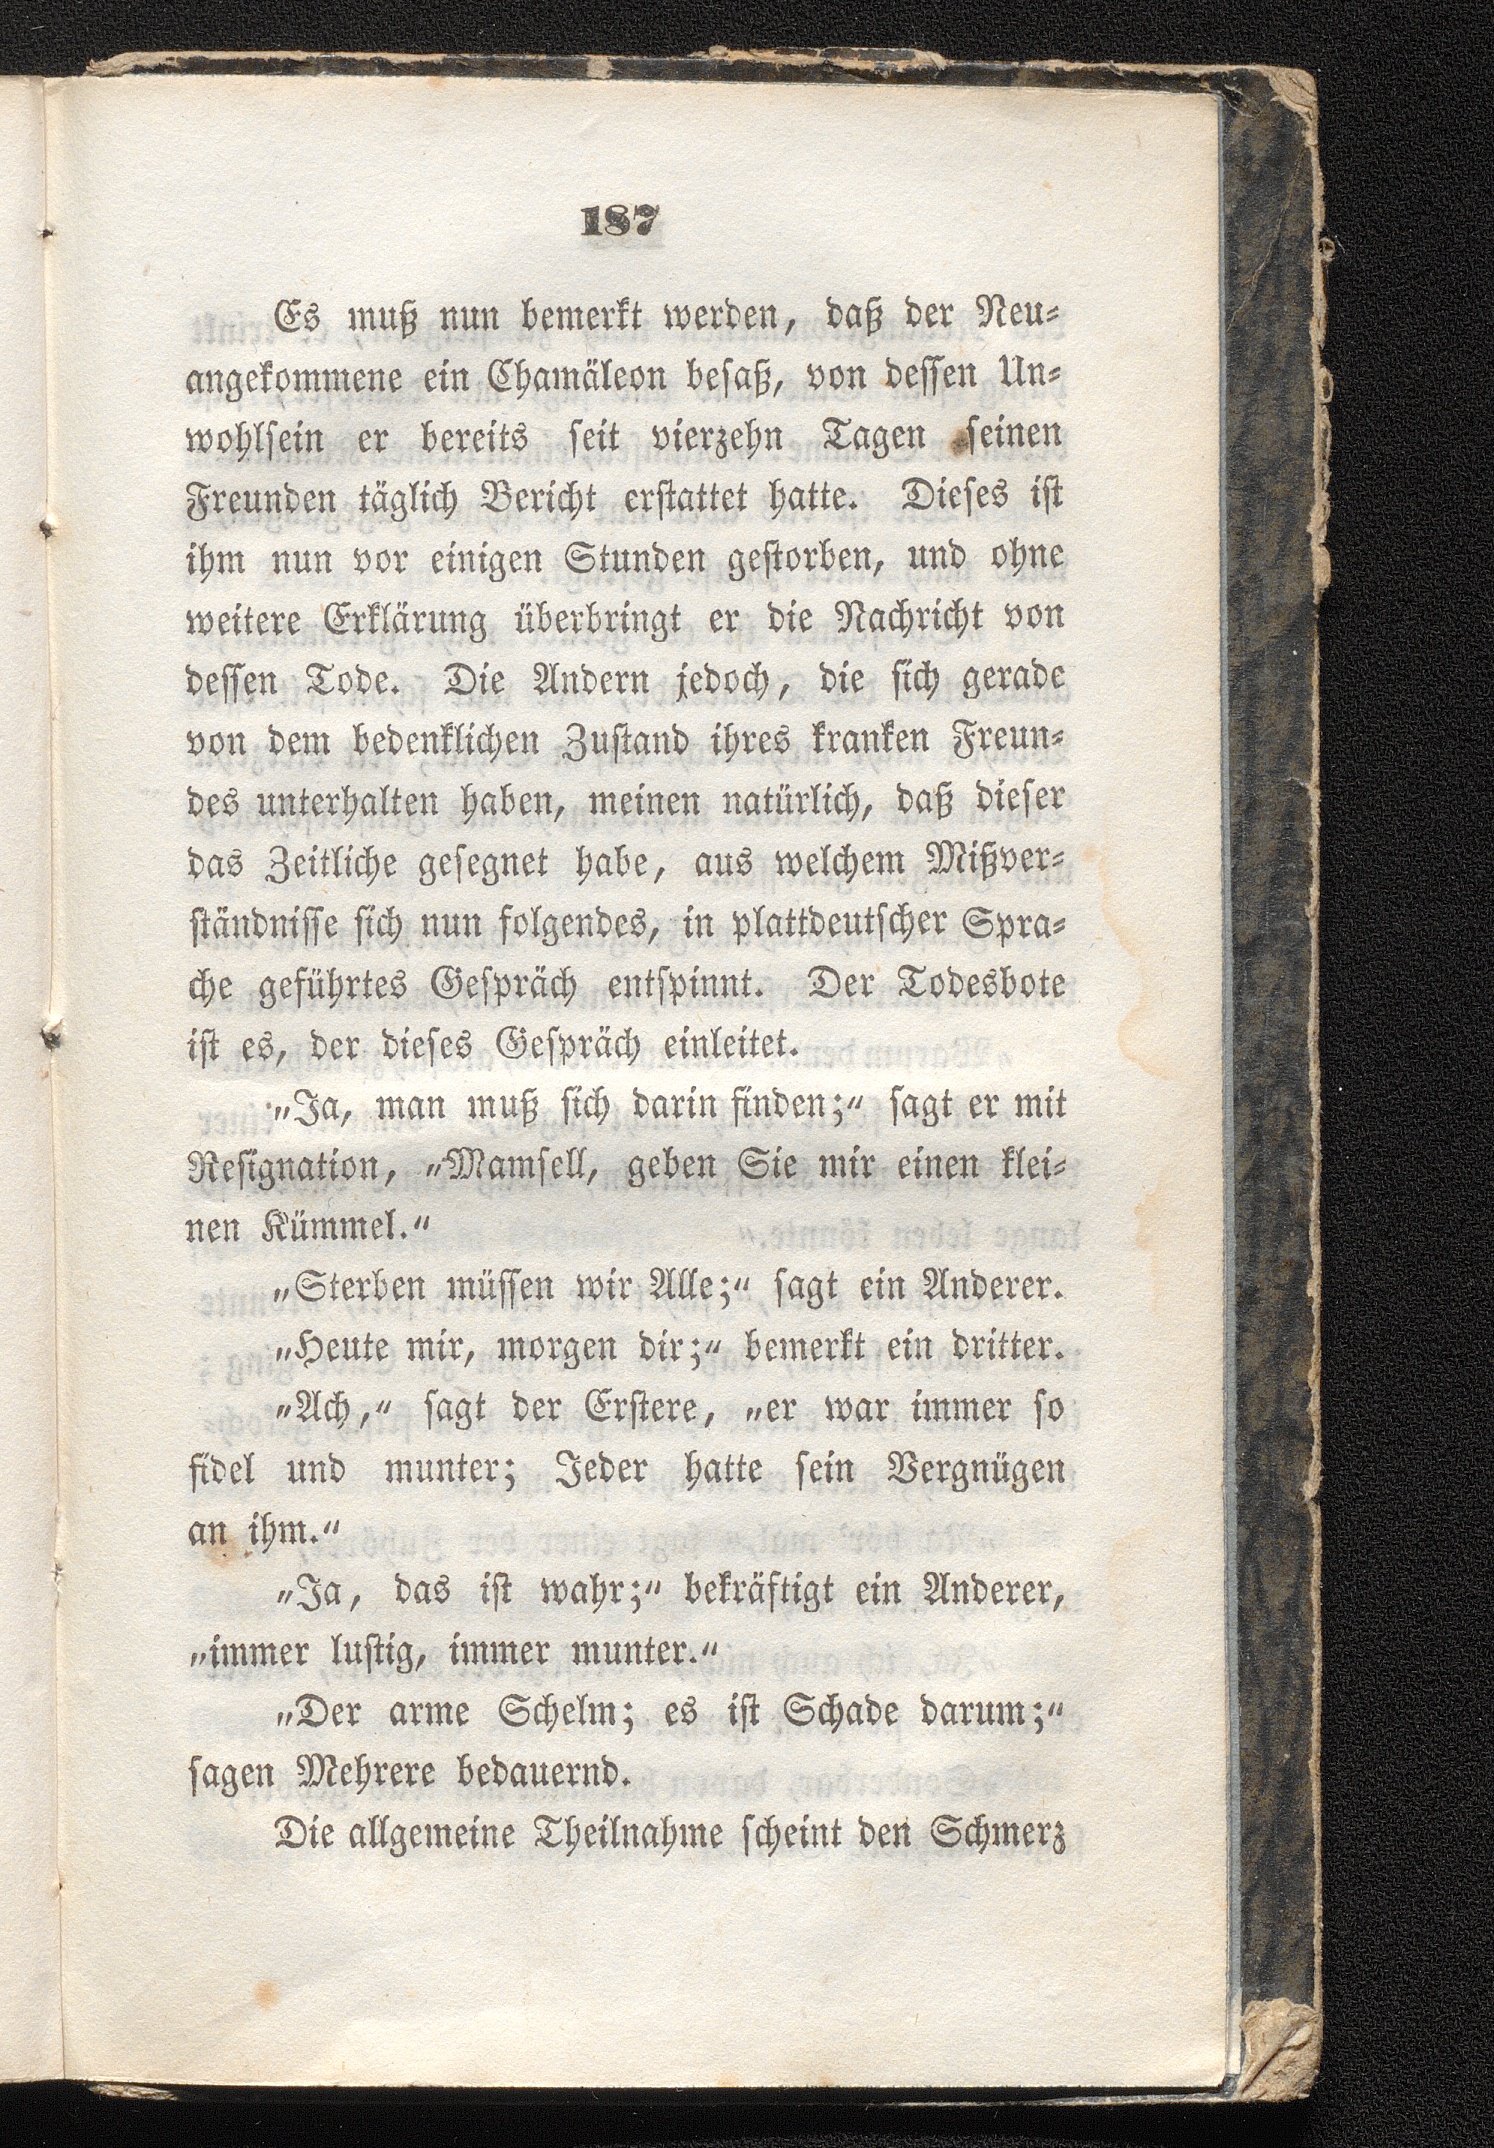 187
Es muß nun bemerkt werden, daß der Neu⸗
angekommene ein Chamäleon besaß, von dessen Un⸗
wohlsein er bereits seit vierzehn Tagen seinen
Freunden täglich Bericht erstattet hatte. Dieses ist
ihm nun vor einigen Stunden gestorben, und ohne
weitere Erklärung überbringt er die Nachricht von
dessen Tode. Die Andern jedoch, die sich gerade
von dem bedenklichen Zustand ihres kranken Freun⸗
des unterhalten haben, meinen natürlich, daß dieser
das Zeitliche gesegnet habe, aus welchem Mißver⸗
ständnisse sich nun folgendes, in plattdeutscher Spra⸗
che geführtes Gespräch entspinnt. Der Todesbote
ist es, der dieses Gespräch einleitet.
„Ja, man muß sich darin finden;“ sagt er mit
Resignation, „Mamsell, geben Sie mir einen klei⸗
nen Kümmel.“
„Sterben müssen wir Alle;“ sagt ein Anderer.
„Heute mir, morgen dir;“ bemerkt ein dritter.
„Ach,“ sagt der Erstere, „er war immer so
fidel und munter; Jeder hatte sein Vergnügen
an ihm.“
„Ja, das ist wahr;“ bekräftigt ein Anderer,
„immer lustig, immer munter.“
„Der arme Schelm; es ist Schade darum;“
sagen Mehrere bedauernd.
Die allgemeine Theilnahme scheint den Schmerz